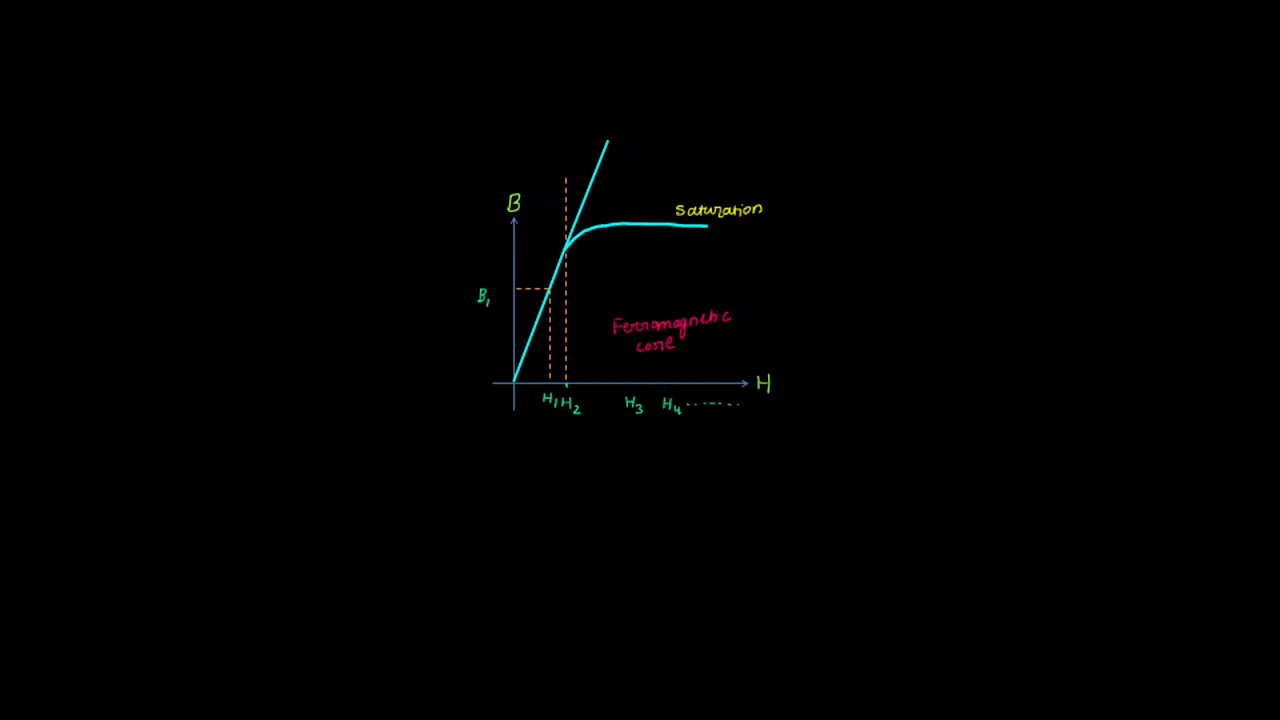 B
Saturation
B1
Ferromagnetic
core
H
H1 H2 H3 H4 -------